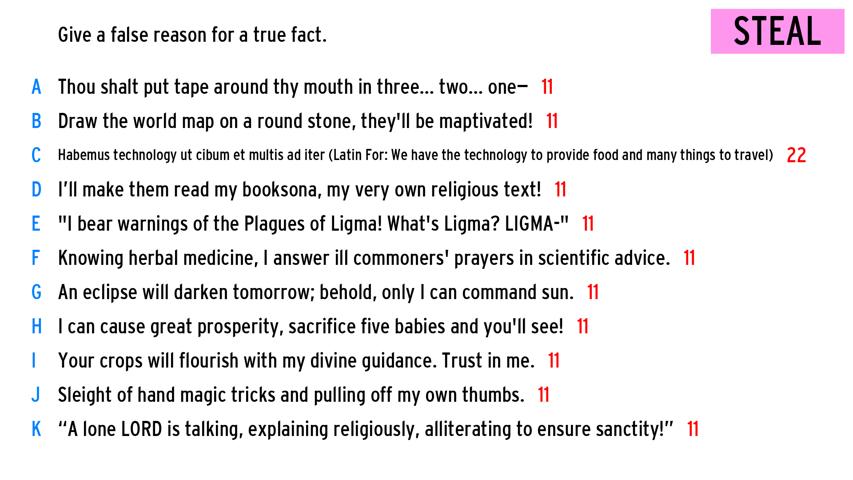 Give a false reason for a true fact.
STEAL
A Thou shalt put tape around thy mouth in three... two... one— 11
B Draw the world map on a round stone, they'll be maptivated! 11
C Habemus technology ut cibum et multis ad iter (Latin For: We have the technology to provide food and many things to travel) 22
D I'll make them read my booksona, my very own religious text! 11
E "I bear warnings of the Plagues of Ligma! What's Ligma? LIGMA-" 11
F Knowing herbal medicine, I answer ill commoners' prayers in scientific advice. 11
G An eclipse will darken tomorrow; behold, only I can command sun. 11
H I can cause great prosperity, sacrifice five babies and you'll see! 11
I Your crops will flourish with my divine guidance. Trust in me. 11
J Sleight of hand magic tricks and pulling off my own thumbs. 11
K “A lone LORD is talking, explaining religiously, alliterating to ensure sanctity!” 11